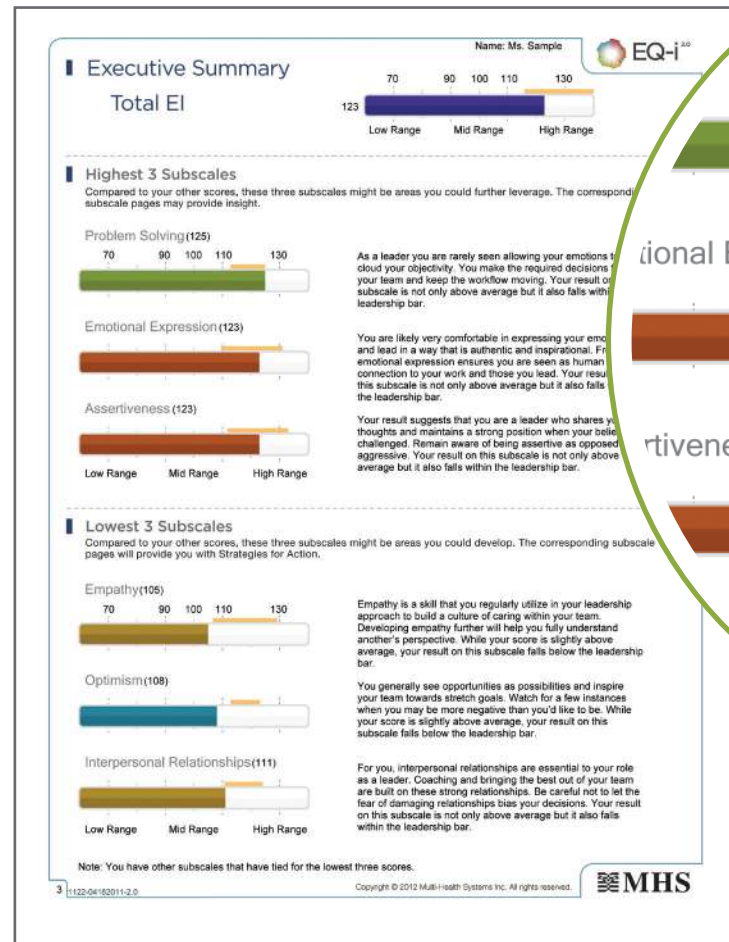 Name: Ms. Sample
EQ-i 2.0
Executive Summary
Total EI
70 90 100 110 130
123
Low Range Mid Range High Range
Highest 3 Subscales
Compared to your other scores, these three subscales might be areas you could further leverage. The
subscale pages may provide insight.
Problem Solving(125)
70 90 100 110 130
As a leader you are rarely seen allowing your emotions
cloud your objectivity. You make the required decisions
your team and keep the workflow moving. Your result
subscale is not only above average but it also falls
leadership bar.
Emotional Expression(123)
You are likely very comfortable in expressing your
and lead in a way that is authentic and inspirational.
emotional expression ensures you are seen as human
connection to your work and those you lead. Your
this subscale is not only above average but it also falls
the leadership bar.
Assertiveness (123)
Your result suggests that you are a leader who shares
thoughts and maintains a strong position when your
challenged. Remain aware of being assertive as opposed
aggressive. Your result on this subscale is not only above
average but it also falls within the leadership bar.
Low Range Mid Range High Range
Lowest 3 Subscales
Compared to your other scores, these three subscales might be areas you could develop. The corresponding subscale
pages will provide you with Strategies for Action.
Empathy(105)
70 90 100 110 130
Empathy is a skill that you regularly utilize in your leadership
approach to build a culture of caring within your team.
Developing empathy further will help you fully understand
another's perspective. While your score is slightly above
average, your result on this subscale falls below the leadership
bar.
Optimism(108)
You generally see opportunities as possibilities and inspire
your team towards stretch goals. Watch for a few instances
when you may be more negative than you'd like to be. While
your score is slightly above average, your result on this
subscale falls below the leadership bar.
Interpersonal Relationships(111)
For you, interpersonal relationships are essential to your role
as a leader. Coaching and bringing the best out of your team
are built on these strong relationships. Be careful not to let the
fear of damaging relationships bias your decisions. Your result
on this subscale is not only above average but it also falls
within the leadership bar.
Low Range Mid Range High Range
Note: You have other subscales that have tied for the lowest three scores.
3 1122-04182011-2.0
Copyright © 2012 Multi-Health Systems Inc. All rights reserved.
MHS